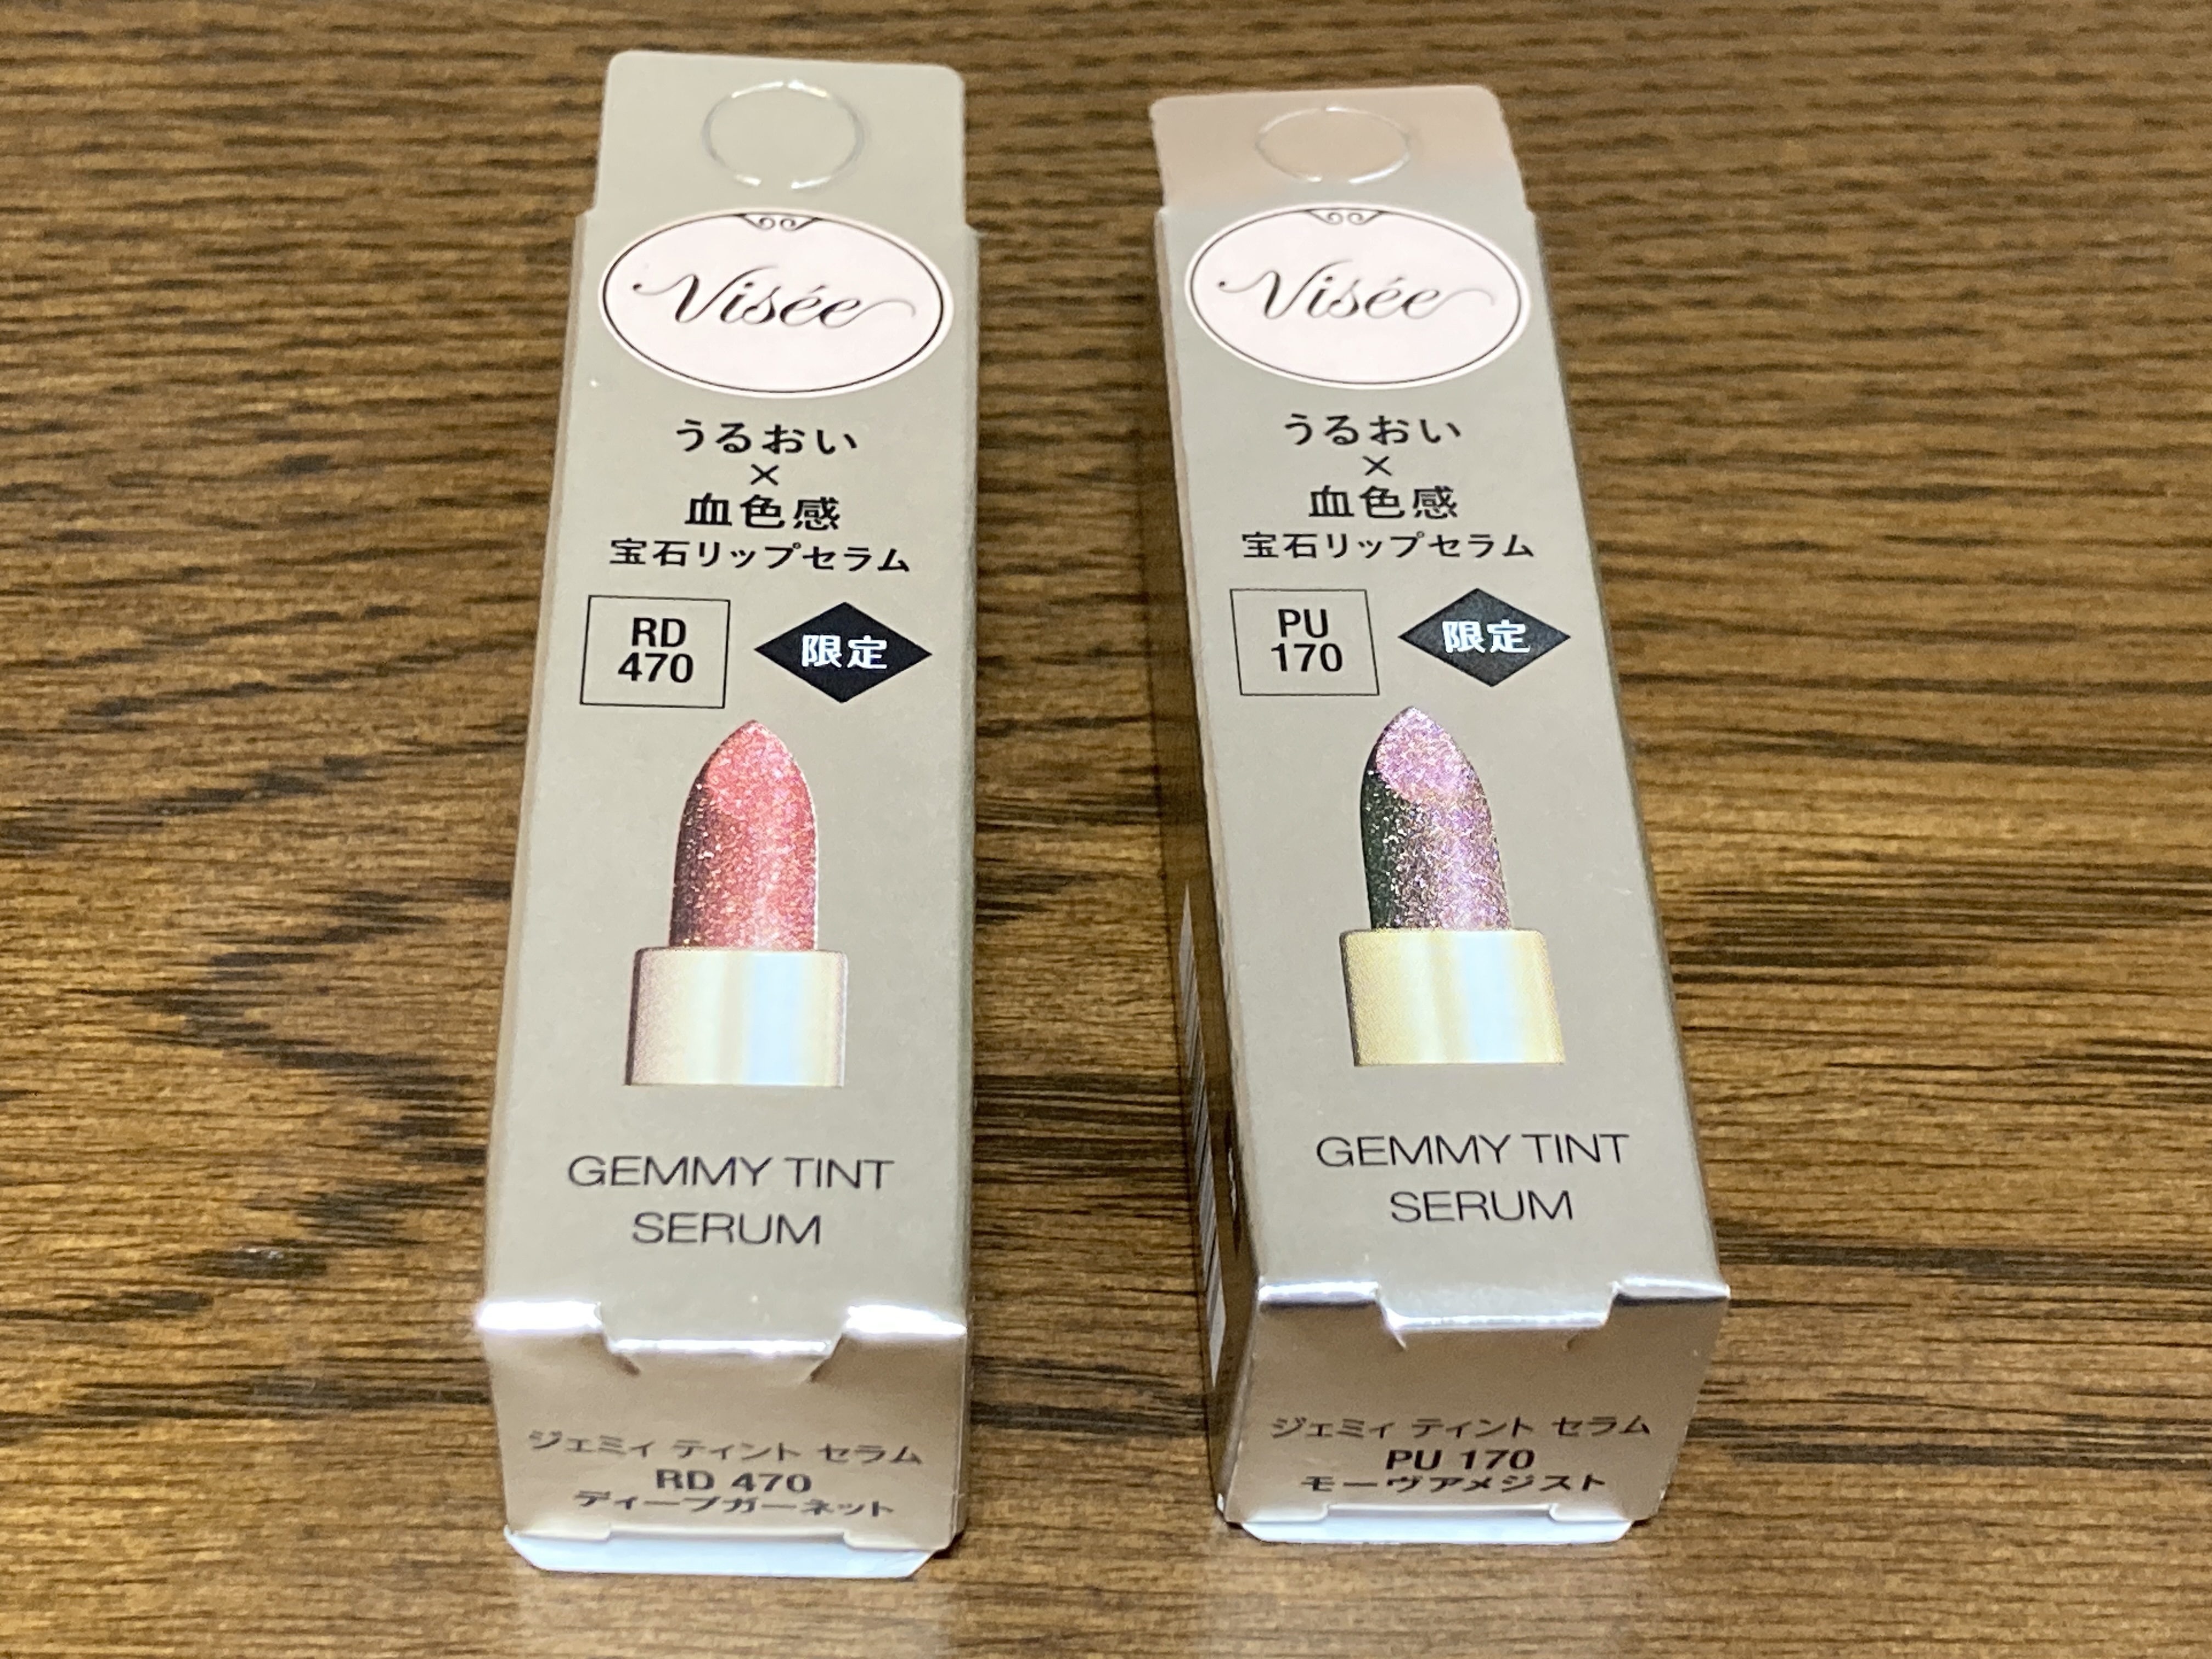 Visée
うるおい
×
血色感
宝石リップセラム
RD
470
限定
GEMMY TINT
SERUM
ジェミィ ティント セラム
RD 470
ディープガーネット
Visée
うるおい
×
血色感
宝石リップセラム
PU
170
限定
GEMMY TINT
SERUM
ジェミィ ティント セラム
PU 170
モーヴアメジスト